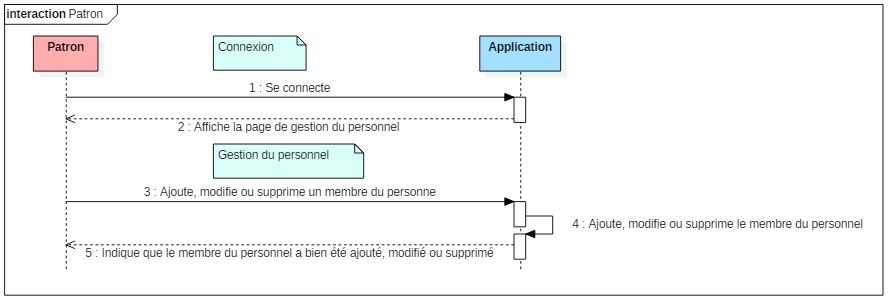 interaction Patron
Patron
Connexion
Application
1 : Se connecte
2 : Affiche la page de gestion du personnel
Gestion du personnel
3 : Ajoute, modifie ou supprime un membre du personne
4 : Ajoute, modifie ou supprime le membre du personnel
5 : Indique que le membre du personnel a bien été ajouté, modifié ou supprimé